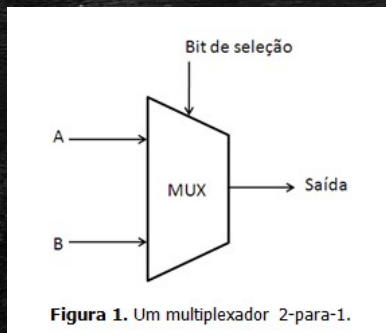 Bit de seleção
A
MUX
Saída
B
Figura 1. Um multiplexador 2-para-1.